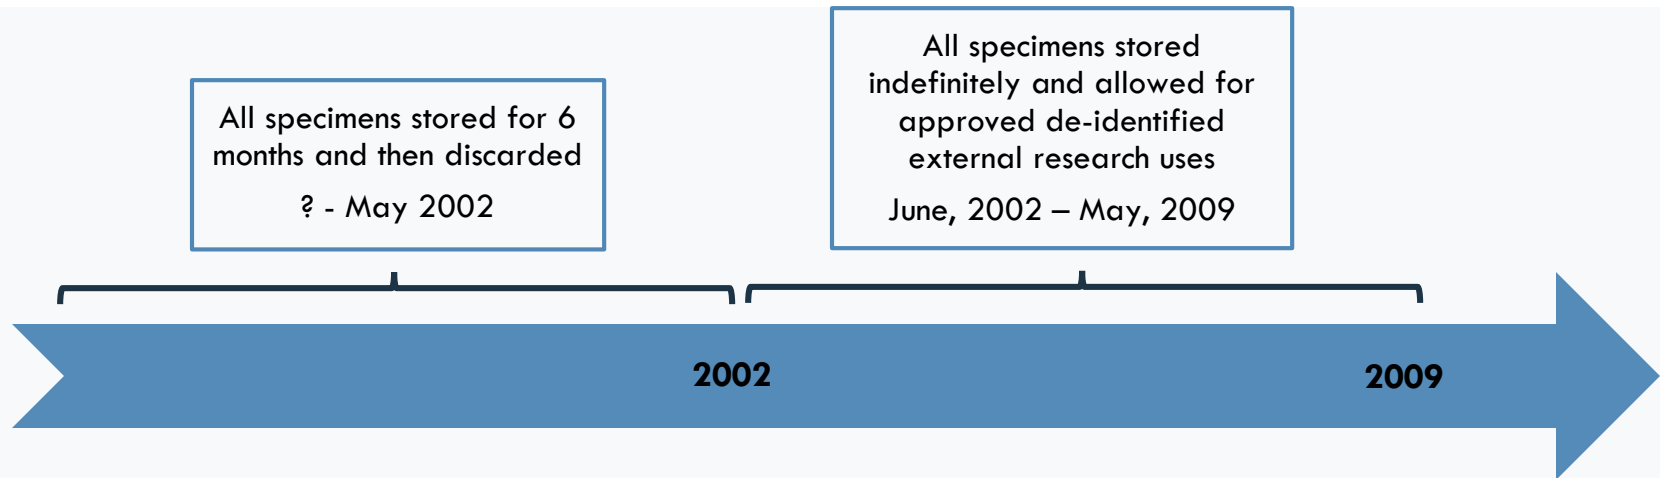 All specimens stored for 6
months and then discarded
? - May 2002
All specimens stored
indefinitely and allowed for
approved de-identified
external research uses
June, 2002 – May, 2009
2002
2009